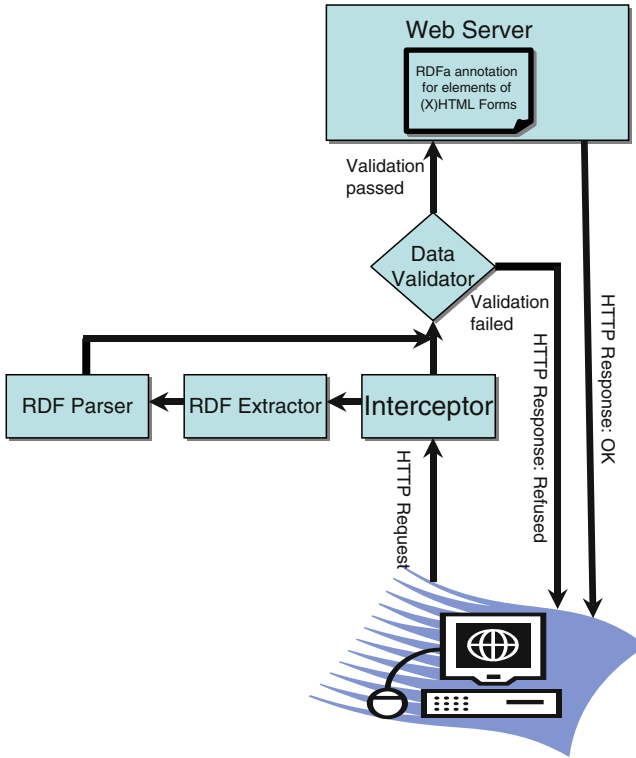 Web Server
RDFa annotation
for elements of
(X)HTML Forms
Validation
passed
Data
Validator
Validation
failed
RDF Parser
RDF Extractor
Interceptor
HTTP Request
HTTP Response: Refused
HTTP Response: OK